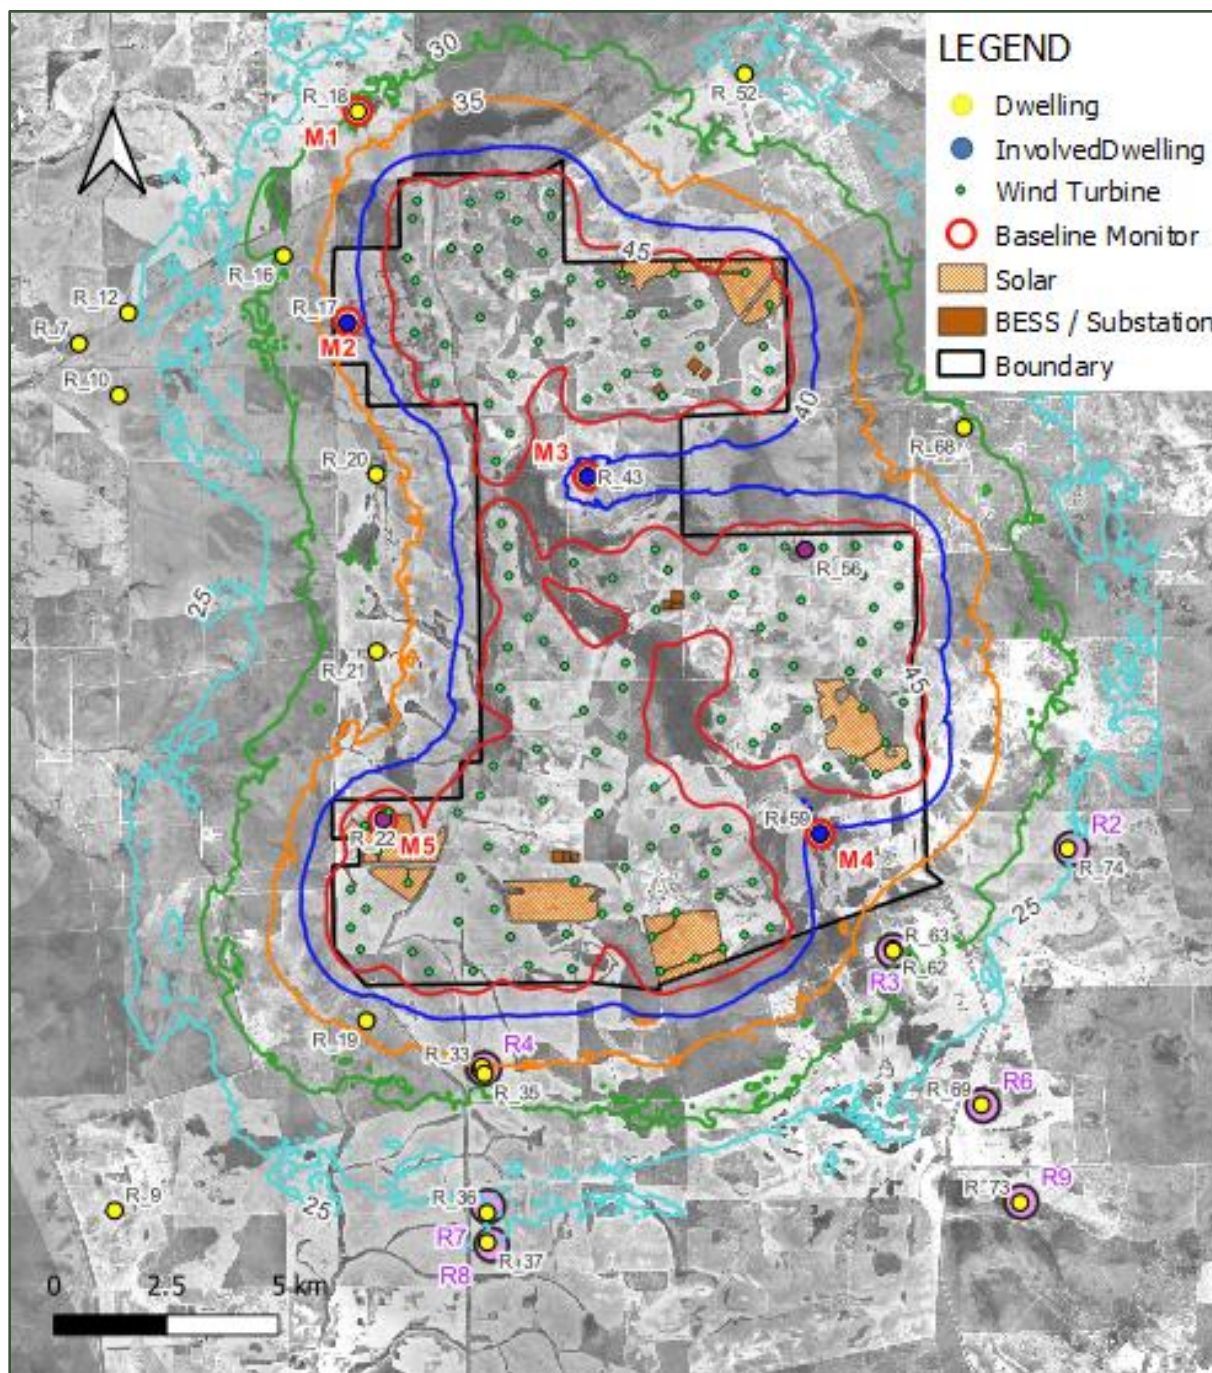 LEGEND
Dwelling
InvolvedDwelling
Wind Turbine
Baseline Monitor
Solar
BESS / Substation
Boundary
30
R_52
R_18
M1
35
45
R_16
R_12
R_17
R_7
M2
R_10
40
R_68
M3
R_20
R_43
R_56
25
R_21
45
R_59
R_22
M5
M4
R2
R_74
25
R_63
R_62
R3
R_19
R_33
R4
R_35
R_69
R6
R_9
25
R_36
R_73
R9
R7
R_37
R8
0
2.5
5 km